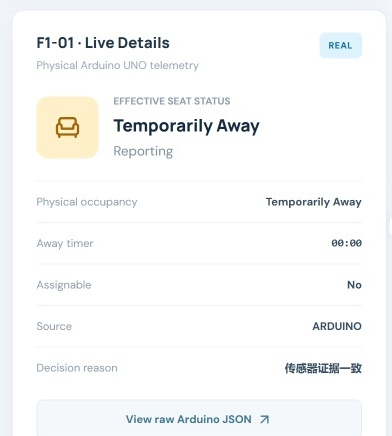 F1-01 · Live Details
REAL
Physical Arduino UNO telemetry
EFFECTIVE SEAT STATUS
Temporarily Away
Reporting
Physical occupancy Temporarily Away
Away timer 00:00
Assignable No
Source ARDUINO
Decision reason 传感器证据一致
View raw Arduino JSON